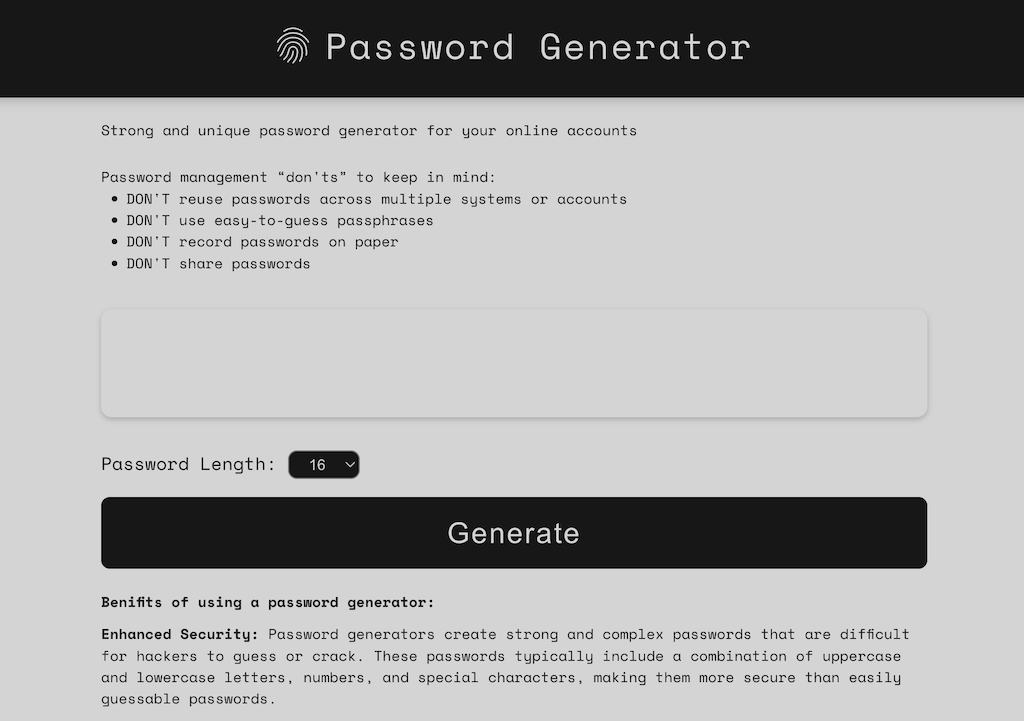 Password Generator
Strong and unique password generator for your online accounts
Password management “don'ts” to keep in mind:
DON'T reuse passwords across multiple systems or accounts
DON'T use easy-to-guess passphrases
DON'T record passwords on paper
DON'T share passwords
Password Length: 16
Generate
Benifits of using a password generator:
Enhanced Security: Password generators create strong and complex passwords that are difficult
for hackers to guess or crack. These passwords typically include a combination of uppercase
and lowercase letters, numbers, and special characters, making them more secure than easily
guessable passwords.